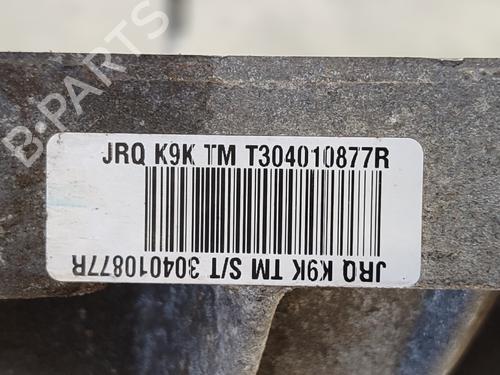 B-PARTS
JRQ K9K TM T304010877R
JRQ K9K TM S/T 304010877R